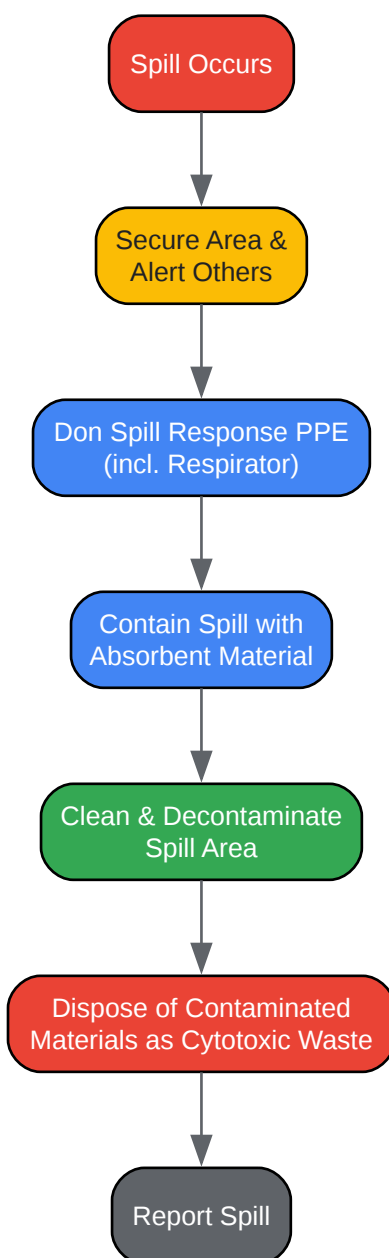 Spill Occurs
Secure Area &
Alert Others
Don Spill Response PPE
(incl. Respirator)
Contain Spill with
Absorbent Material
Clean & Decontaminate
Spill Area
Dispose of Contaminated
Materials as Cytotoxic Waste
Report Spill